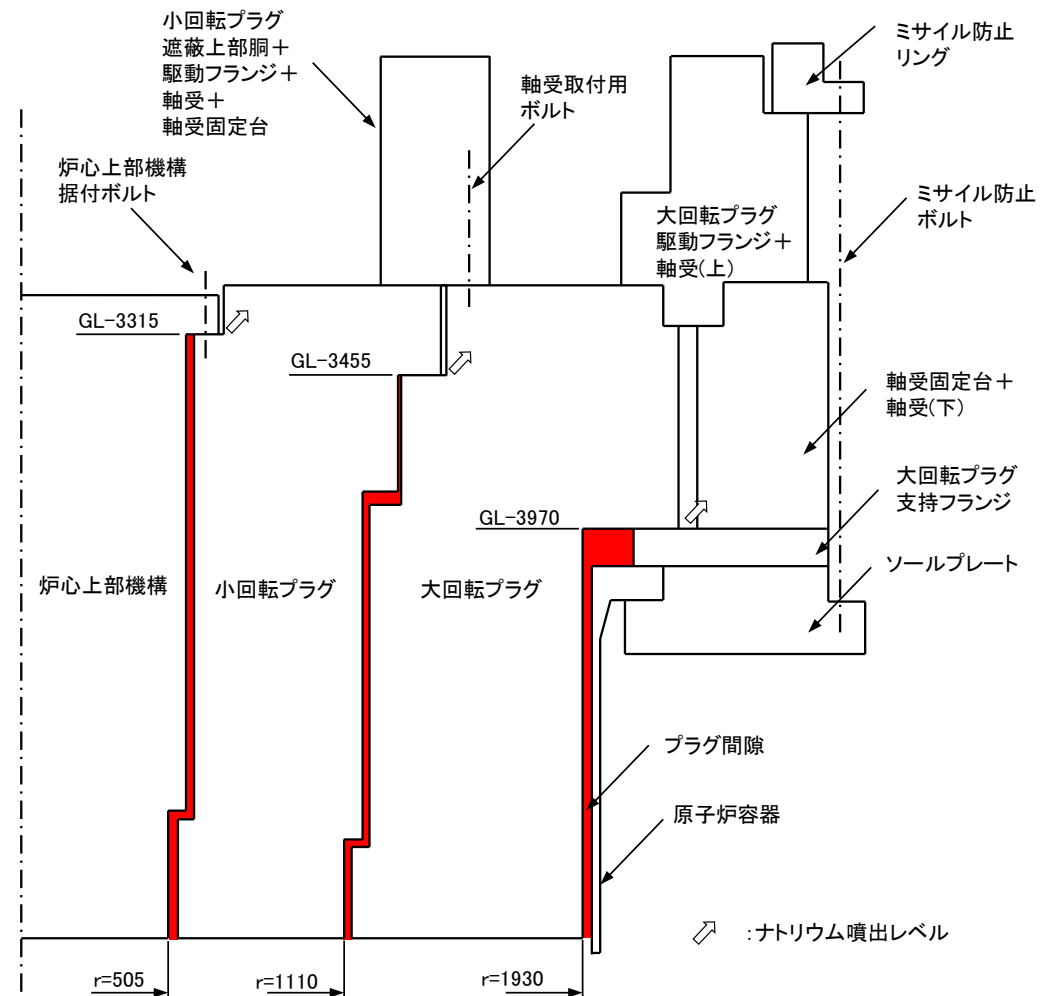 小回転プラグ
遮蔽上部胴＋
駆動フランジ＋
軸受＋
軸受固定台
軸受取付用
ボルト
ミサイル防止
リング
炉心上部機構
据付ボルト
大回転プラグ
駆動フランジ＋
軸受(上)
ミサイル防止
ボルト
GL-3315
GL-3455
軸受固定台＋
軸受(下)
大回転プラグ
支持フランジ
GL-3970
ソールプレート
炉心上部機構
小回転プラグ
大回転プラグ
プラグ間隙
原子炉容器
:ナトリウム噴出レベル
r=505
r=1110
r=1930